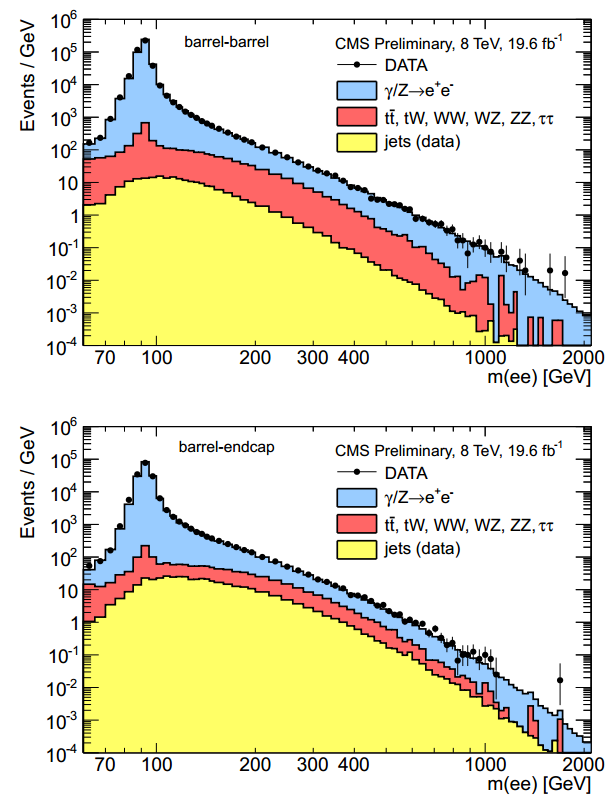 10⁶
10⁵
10⁴
10³
10²
10
1
10⁻¹
10⁻²
10⁻³
10⁻⁴
Events / GeV
barrel-barrel
CMS Preliminary, 8 TeV, 19.6 fb⁻¹
DATA
γ/Z→e⁺e⁻
tt̄, tW, WW, WZ, ZZ, ττ
jets (data)
70 100 200 300 400 1000 2000
m(ee) [GeV]
10⁶
10⁵
10⁴
10³
10²
10
1
10⁻¹
10⁻²
10⁻³
10⁻⁴
Events / GeV
barrel-endcap
CMS Preliminary, 8 TeV, 19.6 fb⁻¹
DATA
γ/Z→e⁺e⁻
tt̄, tW, WW, WZ, ZZ, ττ
jets (data)
70 100 200 300 400 1000 2000
m(ee) [GeV]